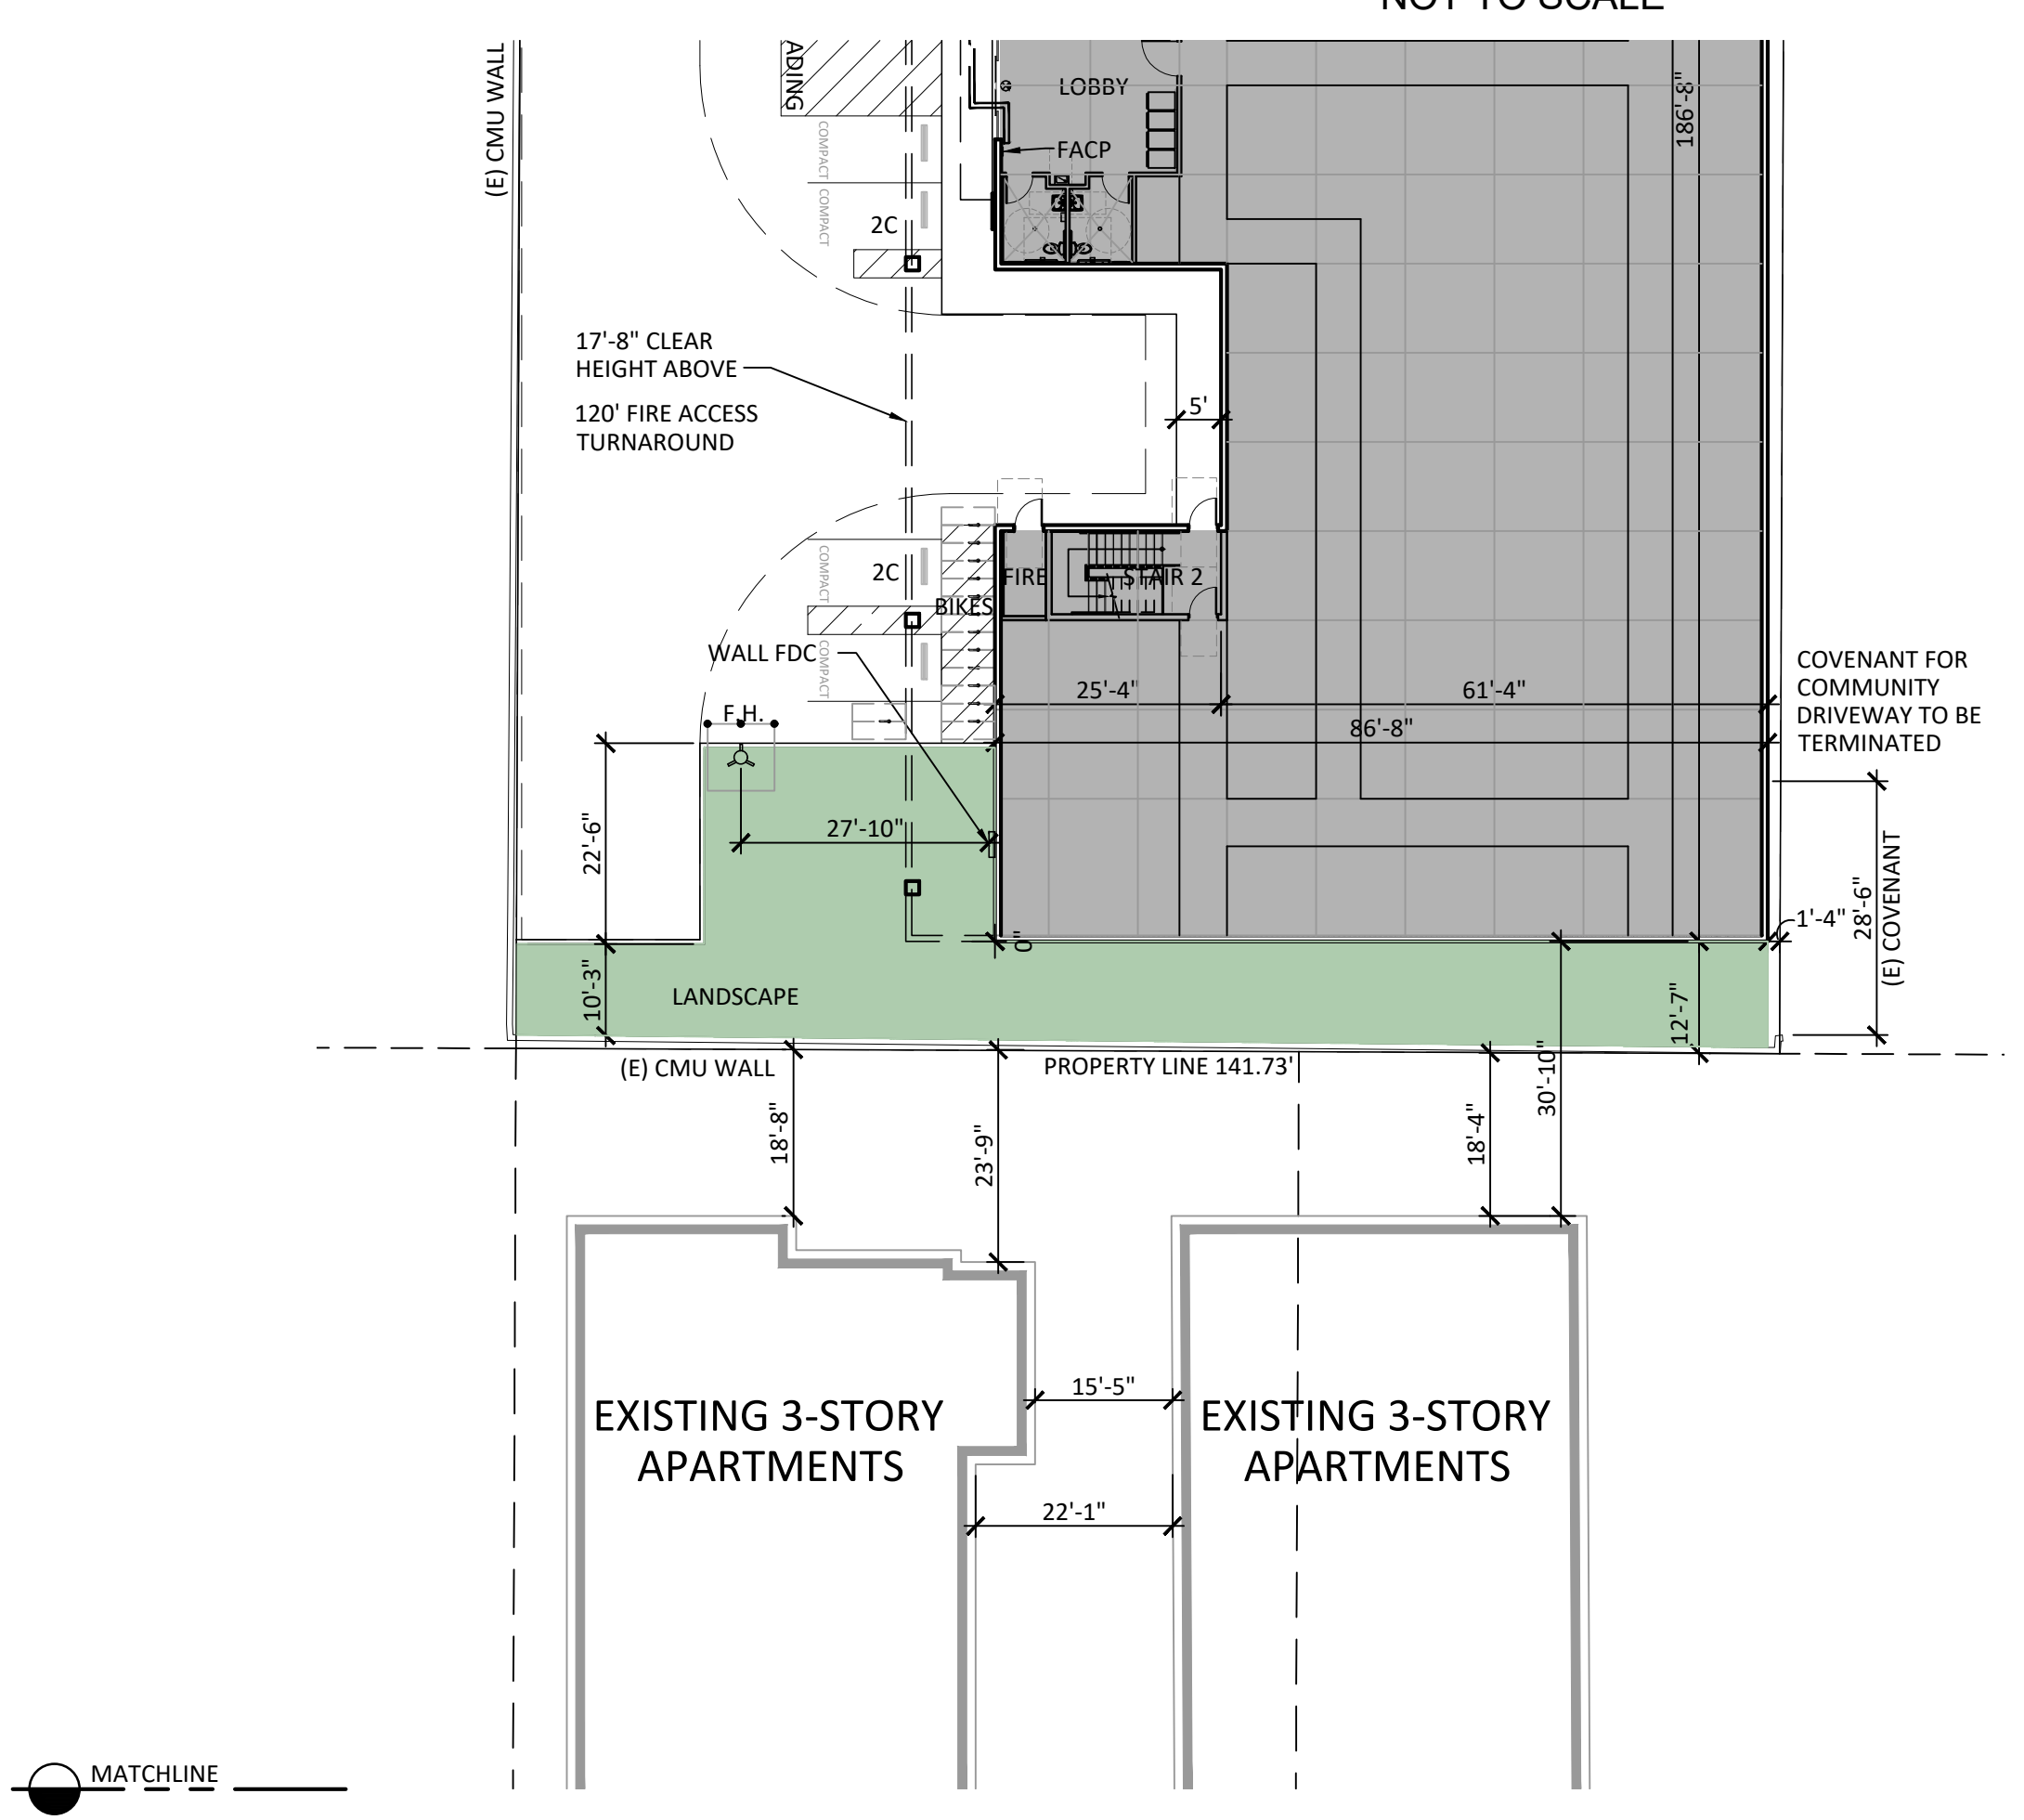 NOT TO SCALE
(E) CMU WALL
ADING
LOBBY
186'-8"
COMPACT
FACP
COMPACT
2C
17'-8" CLEAR
HEIGHT ABOVE
120' FIRE ACCESS
TURNAROUND
5'
COMPACT
2C
FIRE
STAIR 2
BIKES
WALL FDC
COMPACT
COVENANT FOR
COMMUNITY
DRIVEWAY TO BE
TERMINATED
25'-4"
61'-4"
F.H.
86'-8"
22'-6"
27'-10"
28'-6"
(E) COVENANT
1'-4"
0"
10'-3"
LANDSCAPE
12'-7"
(E) CMU WALL
PROPERTY LINE 141.73'
30'-10"
18'-8"
23'-9"
18'-4"
15'-5"
EXISTING 3-STORY
APARTMENTS
EXISTING 3-STORY
APARTMENTS
22'-1"
MATCHLINE